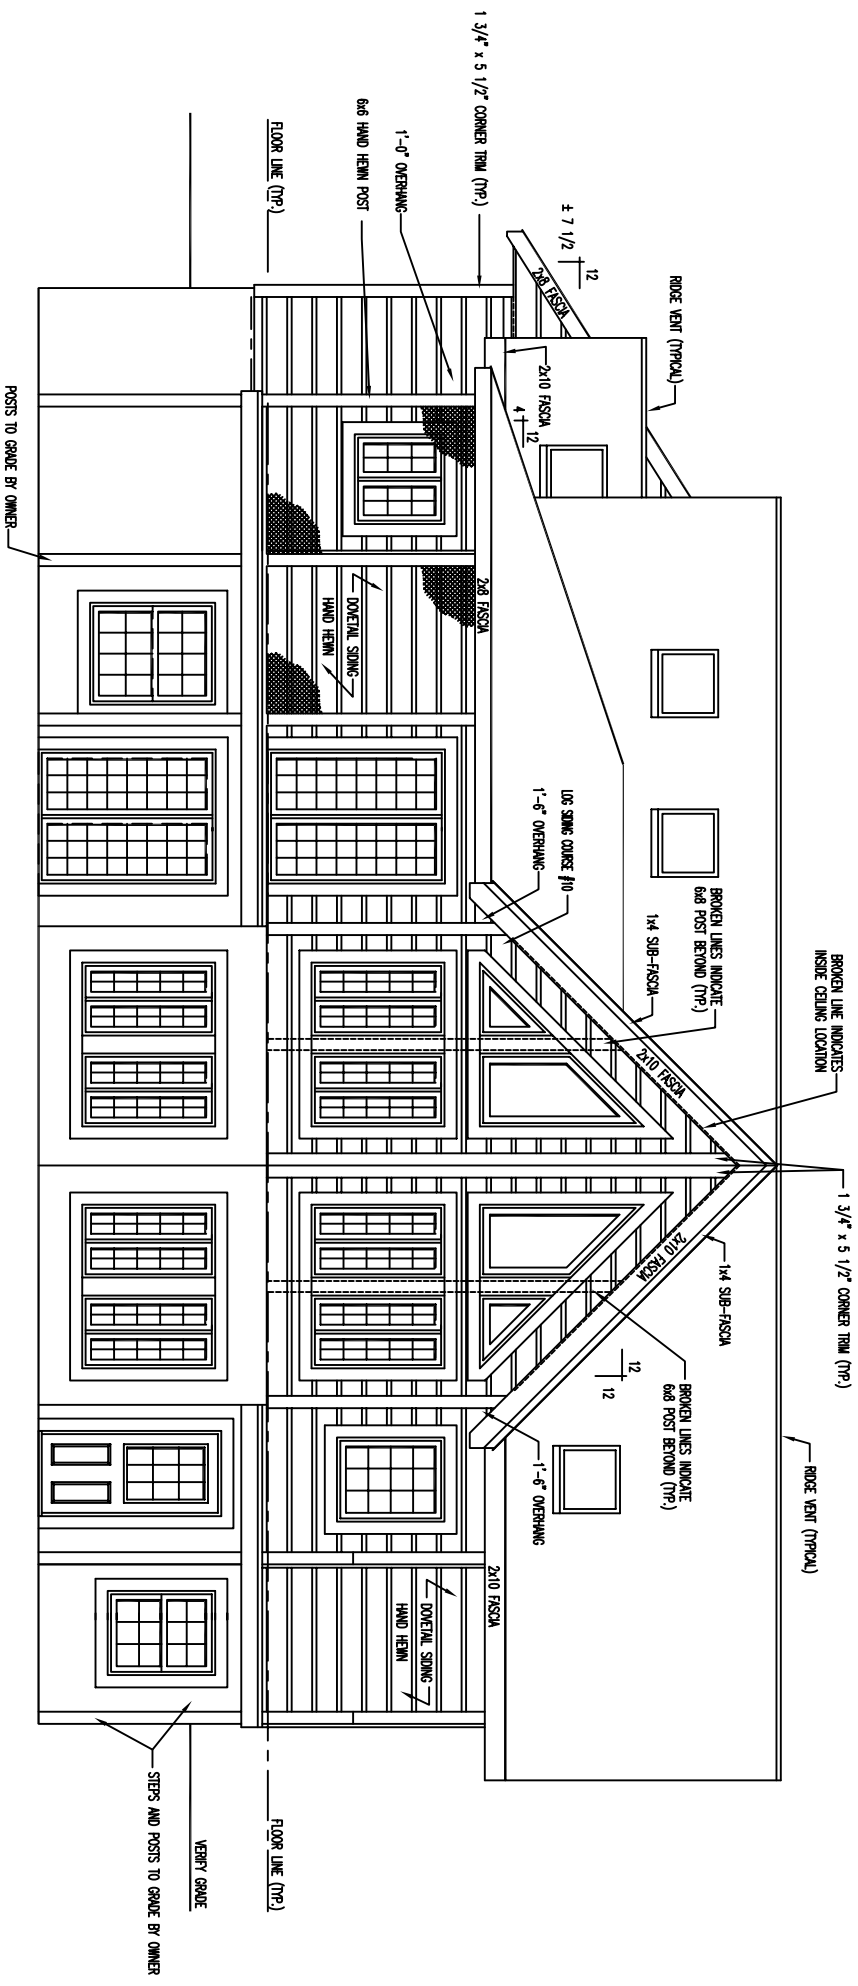 BROKEN LINE INDICATES
INSIDE CEILING LOCATION
1 3/4" x 5 1/2" CORNER TRIM (TYP.)
RIDGE VENT (TYPICAL)
BROKEN LINES INDICATE
6x8 POST BEYOND (TYP.)
1x4 SUB-FASCIA
1x4 SUB-FASCIA
RIDGE VENT (TYPICAL)
2x10 FASCIA
2x10 FASCIA
BROKEN LINES INDICATE
6x8 POST BEYOND (TYP.)
12
12
12
± 7 1/2
2x8 FASCIA
LOG SIDING COURSE #10
1'-6" OVERHANG
1'-6" OVERHANG
2x10 FASCIA
12
4
1 3/4" x 5 1/2" CORNER TRIM (TYP.)
2x8 FASCIA
2x10 FASCIA
1'-0" OVERHANG
6x6 HAND HEWN POST
DOVETAIL SIDING
HAND HEWN
DOVETAIL SIDING
HAND HEWN
FLOOR LINE (TYP.)
FLOOR LINE (TYP.)
VERIFY GRADE
POSTS TO GRADE BY OWNER
STEPS AND POSTS TO GRADE BY OWNER